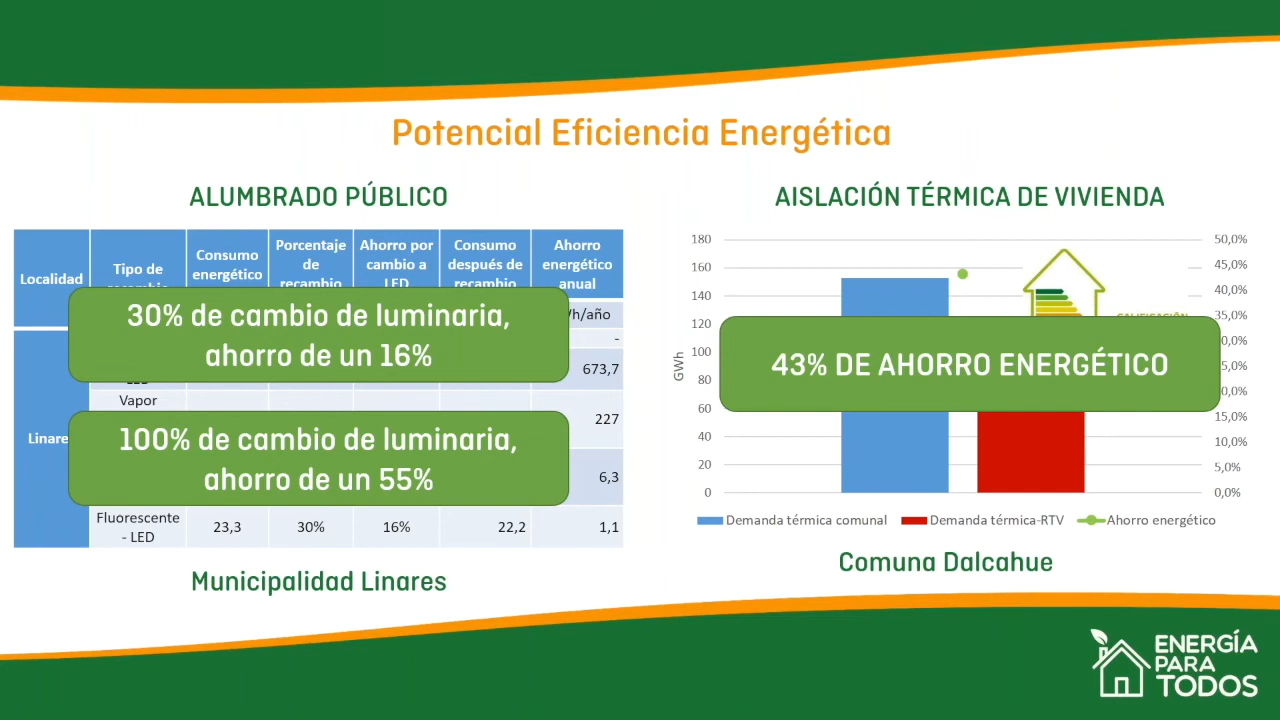 Potencial Eficiencia Energética
ALUMBRADO PÚBLICO
Localidad
Tipo de
Consumo
energético
Porcentaje
de
recambio
Ahorro por
cambio a
LED
Consumo
después de
recambio
Ahorro
energético
anual
/año
-
673,7
Vapor
227
Linares
6,3
Fluorescente
- LED
23,3
30%
16%
22,2
1,1
30% de cambio de luminaria,
ahorro de un 16%
100% de cambio de luminaria,
ahorro de un 55%
Municipalidad Linares
AISLACIÓN TÉRMICA DE VIVIENDA
180
160
140
120
100
80
60
40
20
0
GWh
50,0%
45,0%
40,0%
35,0%
0,0%
5,0%
0,0%
15,0%
10,0%
5,0%
0,0%
43% DE AHORRO ENERGÉTICO
Demanda térmica comunal
Demanda térmica-RTV
Ahorro energético
Comuna Dalcahue
ENERGÍA
PARA
TODOS